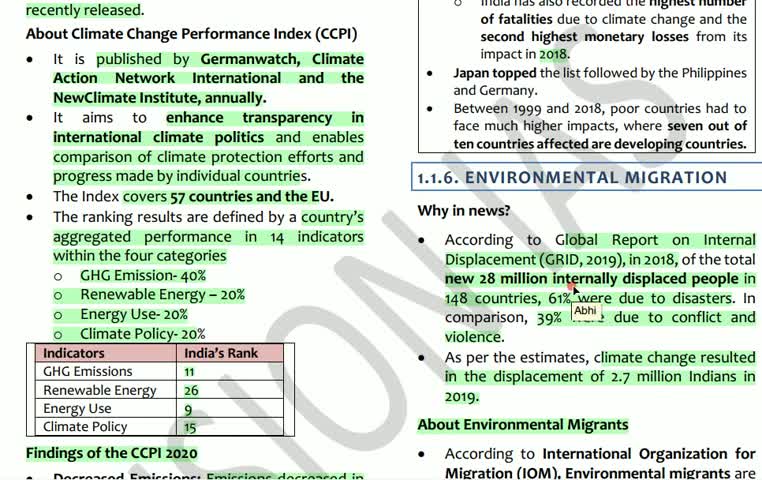 recently released.
About Climate Change Performance Index (CCPI)
• It is published by Germanwatch, Climate
Action Network International and the
NewClimate Institute, annually.
• It aims to enhance transparency in
international climate politics and enables
comparison of climate protection efforts and
progress made by individual countries.
• The Index covers 57 countries and the EU.
• The ranking results are defined by a country's
aggregated performance in 14 indicators
within the four categories
o GHG Emission- 40%
o Renewable Energy – 20%
o Energy Use- 20%
o Climate Policy- 20%
Indicators India's Rank
GHG Emissions 11
Renewable Energy 26
Energy Use 9
Climate Policy 15
Findings of the CCPI 2020
• Decreased Emissions: Emissions decreased in
o India has also recorded the highest number
of fatalities due to climate change and the
second highest monetary losses from its
impact in 2018.
• Japan topped the list followed by the Philippines
and Germany.
• Between 1999 and 2018, poor countries had to
face much higher impacts, where seven out of
ten countries affected are developing countries.
1.1.6. ENVIRONMENTAL MIGRATION
Why in news?
• According to Global Report on Internal
Displacement (GRID, 2019), in 2018, of the total
new 28 million internally displaced people in
148 countries, 61% were due to disasters. In
comparison, 39% due to conflict and
violence.
• As per the estimates, climate change resulted
in the displacement of 2.7 million Indians in
2019.
About Environmental Migrants
• According to International Organization for
Migration (IOM), Environmental migrants are
Abhi
VISION IAS